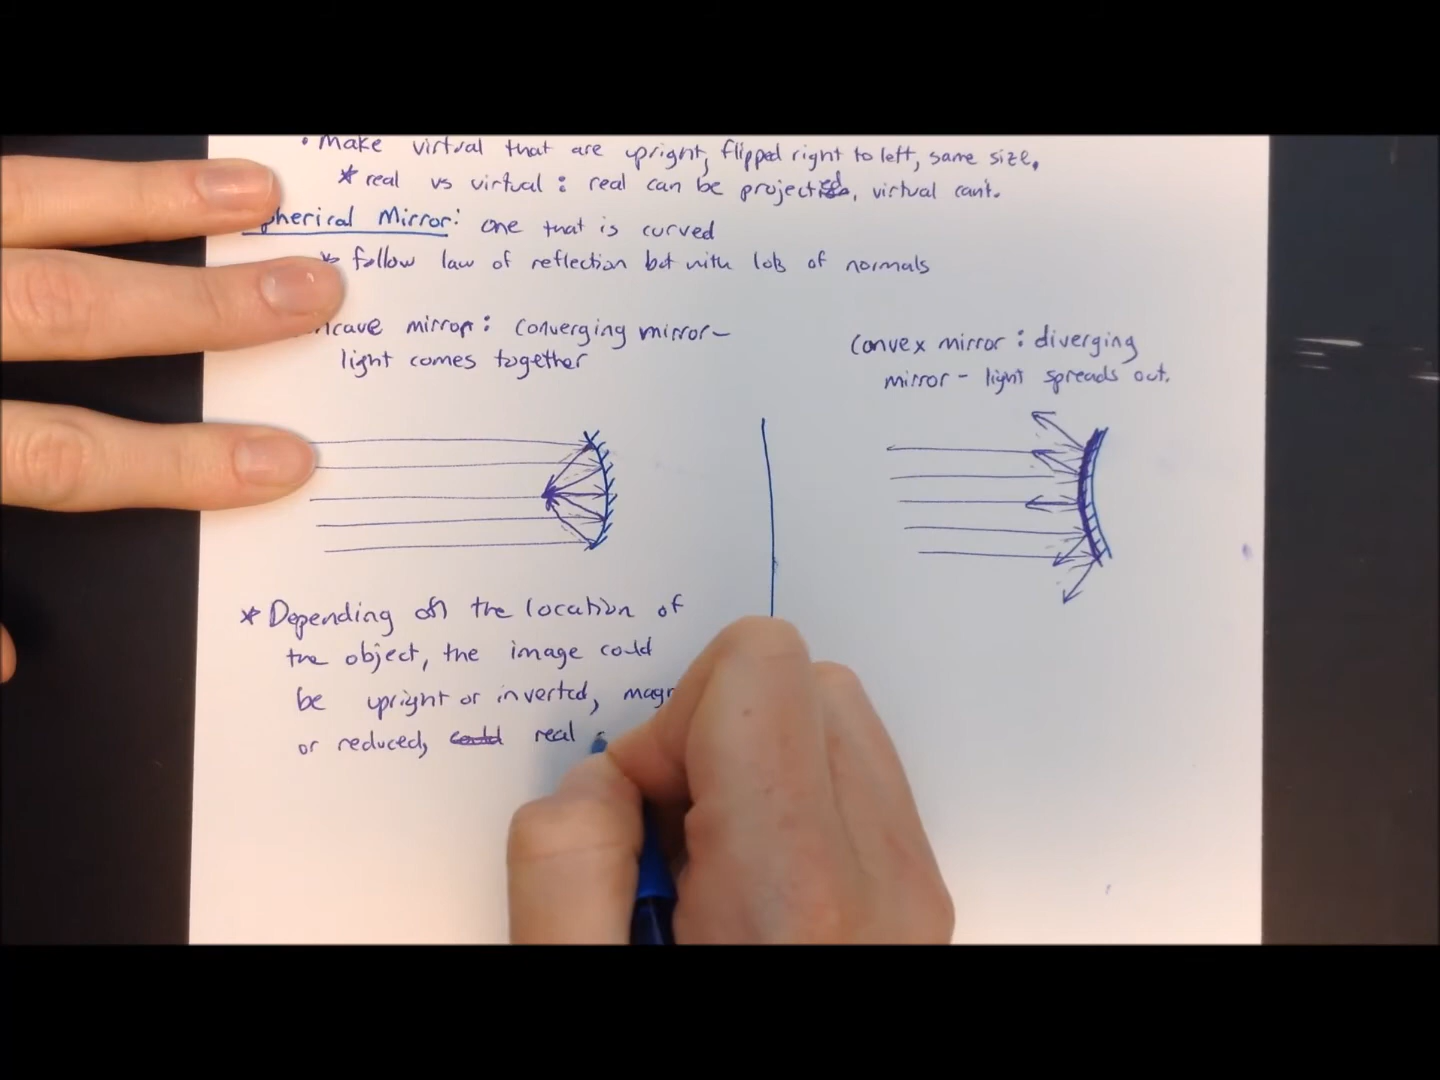 • Make virtual that are upright, flipped right to left, same size.
* real vs virtual : real can be projected, virtual can't.
pherical Mirror: one that is curved
↳ follow law of reflection but with lots of normals
ncave mirror: converging mirror-
light comes together
Convex mirror : diverging
mirror - light spreads out.
* Depending on the location of
the object, the image could
be upright or inverted, magn
or reduced, could real